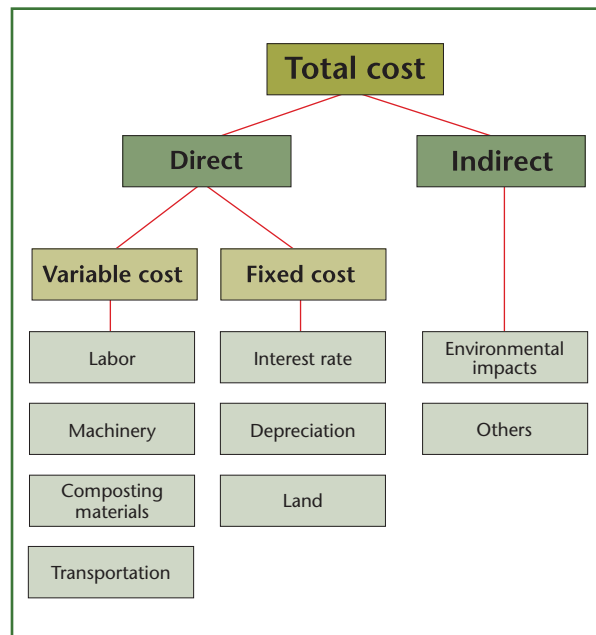 Total cost
Direct
Indirect
Variable cost
Fixed cost
Labor
Interest rate
Environmental
impacts
Machinery
Depreciation
Others
Composting
materials
Land
Transportation